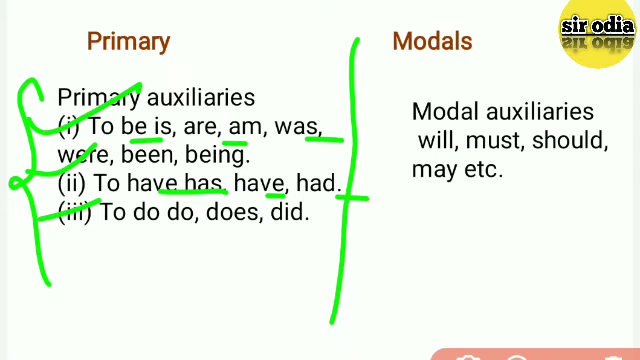 sir odia
Primary
Modals
Primary auxiliaries
(i) To be is, are, am, was,
were, been, being.
(ii) To have has, have, had.
(iii) To do do, does, did.
Modal auxiliaries
will, must, should,
may etc.